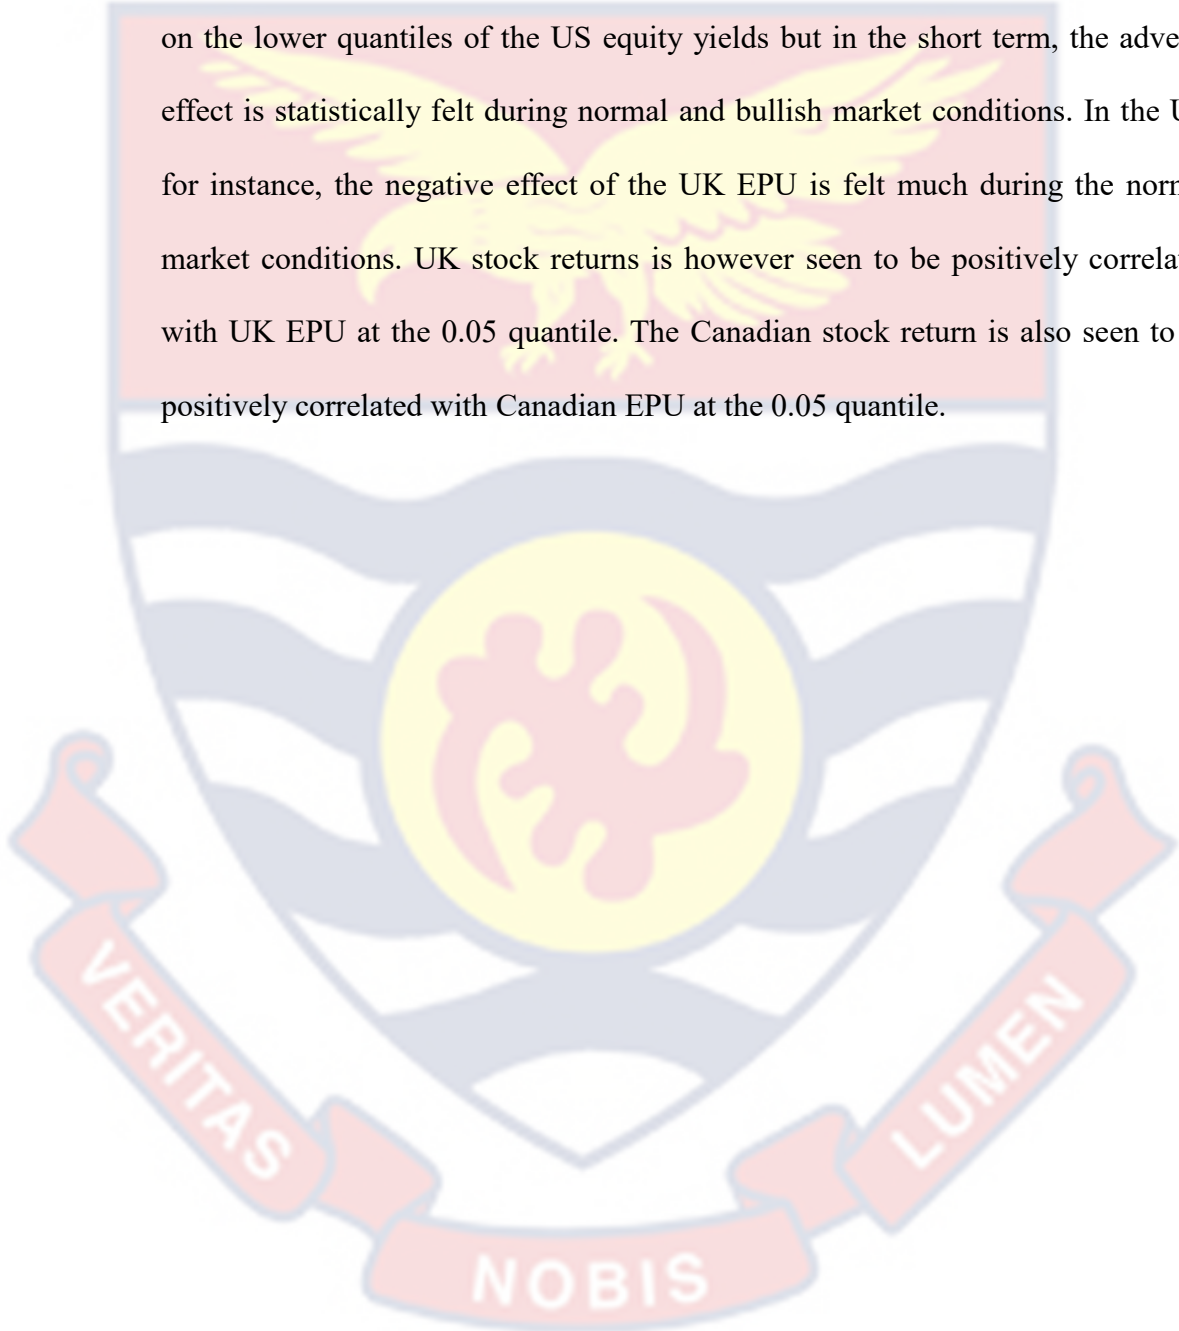 on the lower quantiles of the US equity yields but in the short term, the adve
effect is statistically felt during normal and bullish market conditions. In the U
for instance, the negative effect of the UK EPU is felt much during the norm
market conditions. UK stock returns is however seen to be positively correla
with UK EPU at the 0.05 quantile. The Canadian stock return is also seen to
positively correlated with Canadian EPU at the 0.05 quantile.
VERITAS
NOBIS
LUMEN